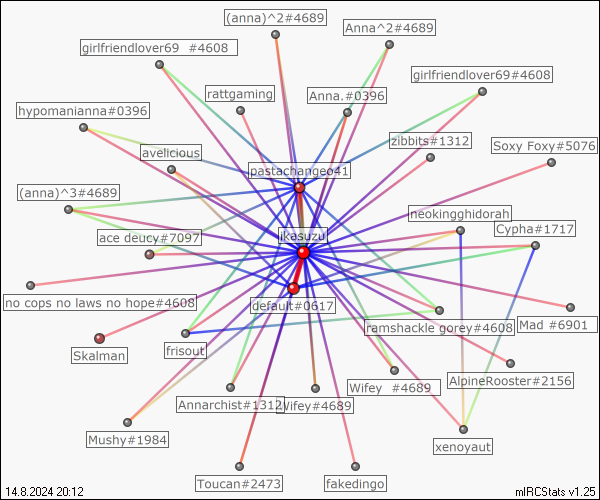 (anna)^2#4689
Anna^2#4689
girlfriendlover69 #4608
girlfriendlover69#4608
rattgaming
Anna.#0396
hypomanianna#0396
zibbits#1312
Soxy Foxy#5076
avelicious
pastachangeo41
(anna)^3#4689
neokingghidorah
Cypha#1717
ace deucy#7097
ikasuzu
no cops no laws no hope#4608
default#0617
ramshackle gorey#4608
Mad #6901
Skalman
frisout
AlpineRooster#2156
Wifey #4689
Annarchist#1312
Wifey#4689
Mushy#1984
xenoyaut
Toucan#2473
fakedingo
14.8.2024 20:12
mIRCStats v1.25